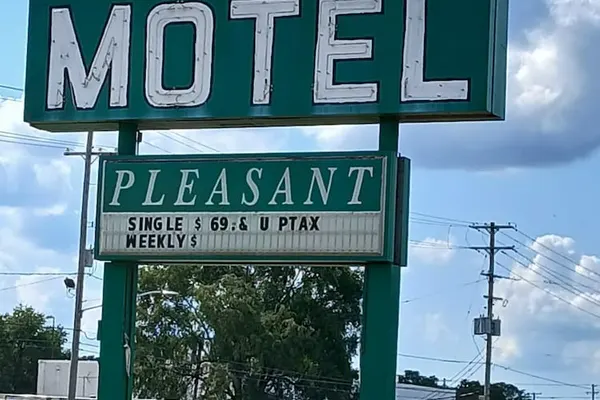 MOTEL
PLEASANT
SINGLE $ 69.& U PTAX
WEEKLY$